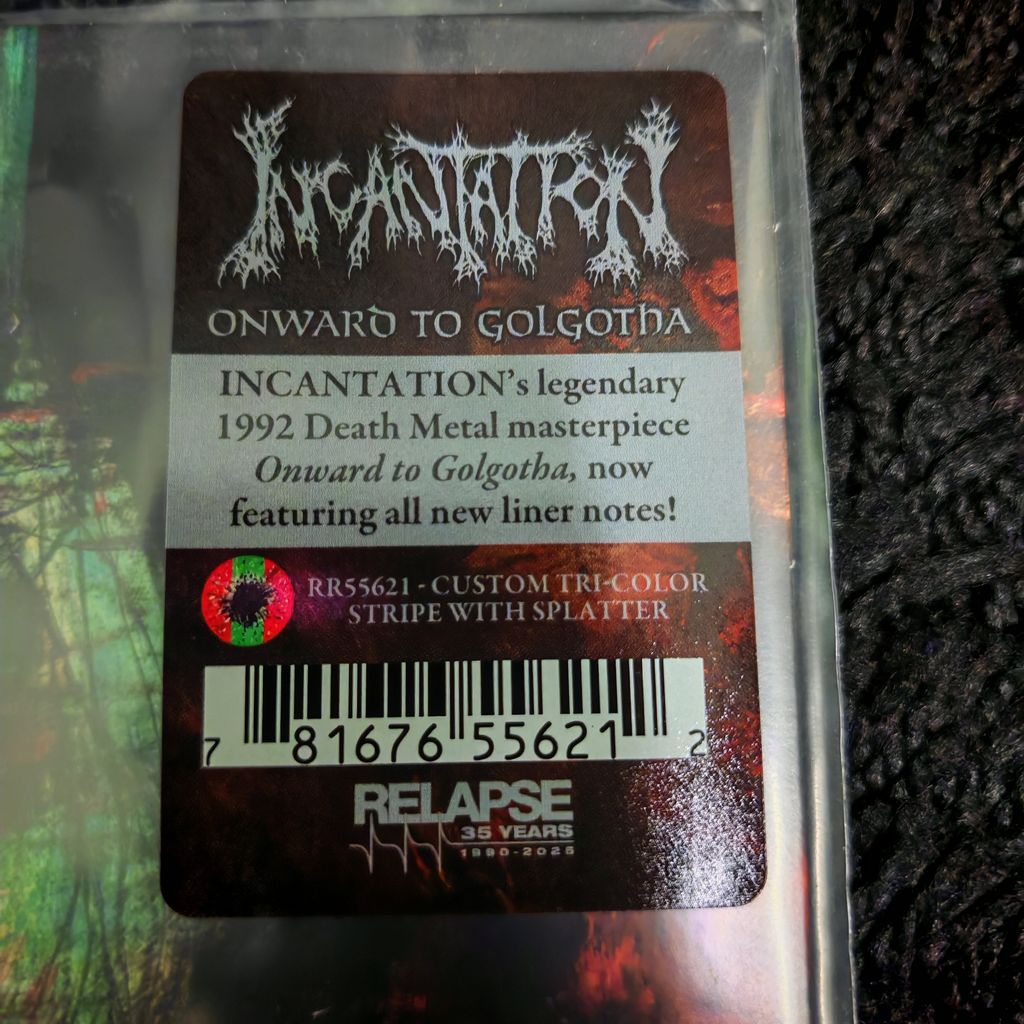 INCANTATION
ONWARD TO GOLGOTHA
INCANTATION's legendary
1992 Death Metal masterpiece
Onward to Golgotha, now
featuring all new liner notes!
RR55621 - CUSTOM TRI-COLOR
STRIPE WITH SPLATTER
7 81676 55621 2
RELAPSE
35 YEARS
1990-2025